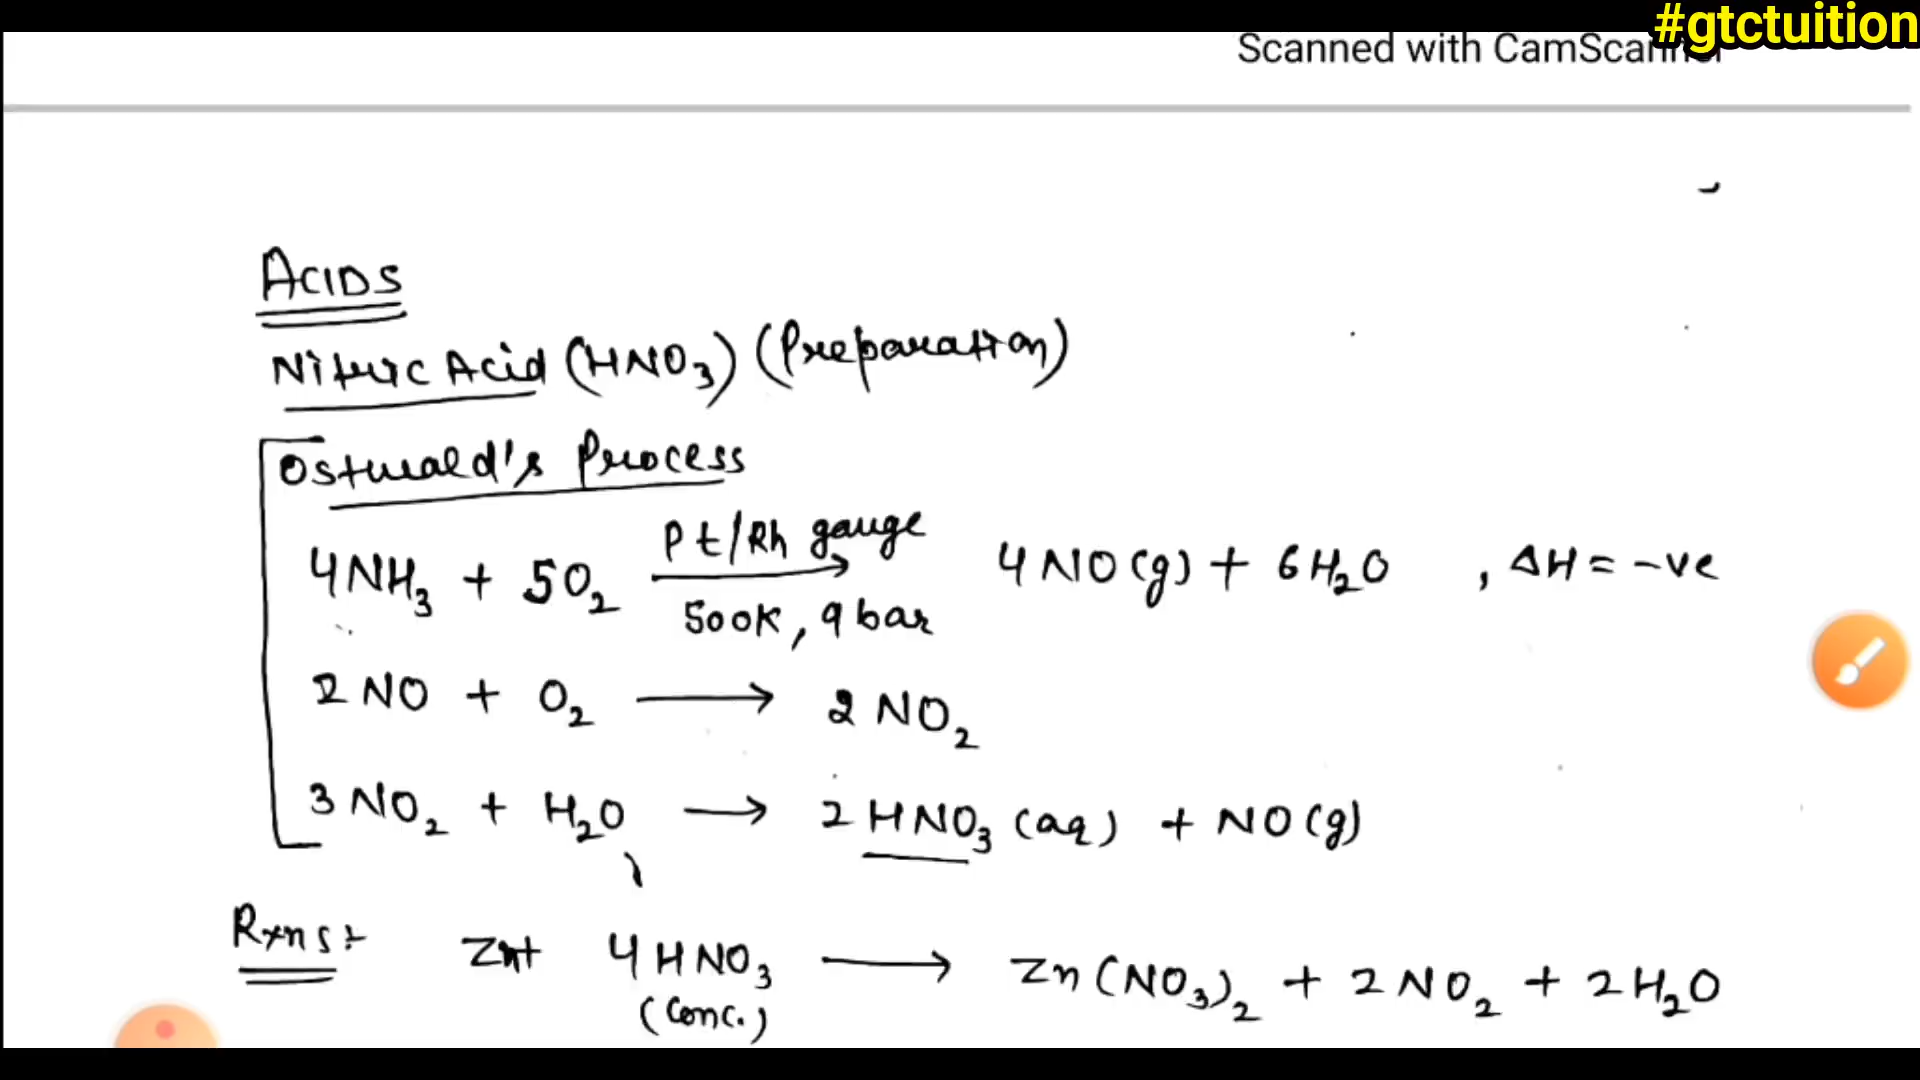 #gtctuition
Scanned with CamScanner
ACIDS
Nitric Acid (HNO₃) (Preparation)
Ostwald's Process
4NH₃ + 5O₂ Pt/Rh gauge → 500K, 9 bar 4NO(g) + 6H₂O , ΔH = -ve
2NO + O₂ → 2NO₂
3NO₂ + H₂O → 2HNO₃(aq) + NO(g)
Rxns:- Zn+ 4HNO₃ → Zn(NO₃)₂ + 2NO₂ + 2H₂O
(Conc.)